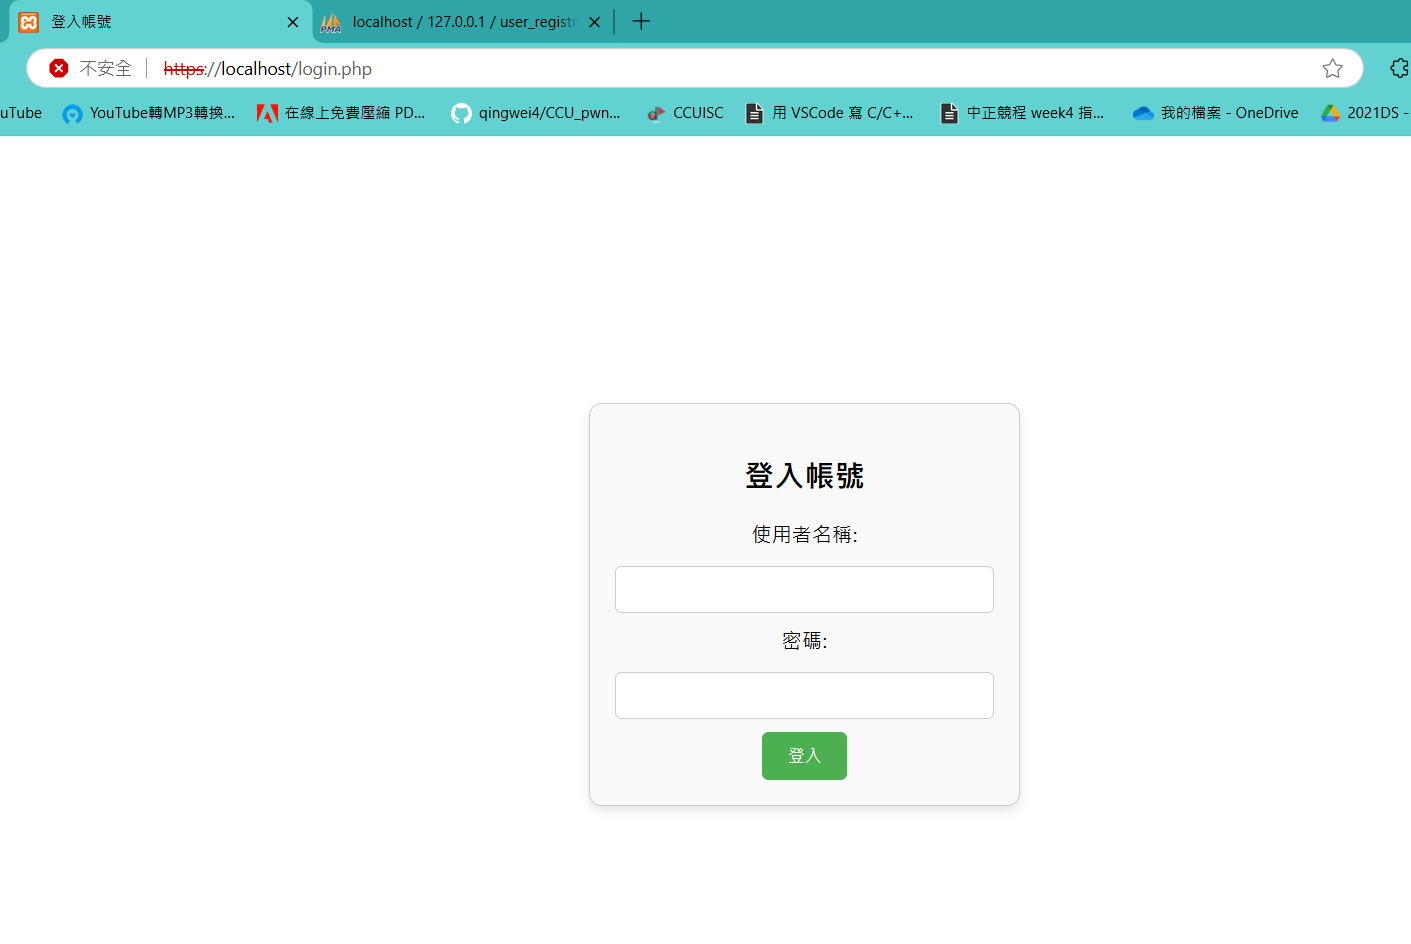 登入帳號
localhost / 127.0.0.1 / user_registr
不安全 https://localhost/login.php
uTube YouTube轉MP3轉換... 在線上免費壓縮 PD... qingwei4/CCU_pwn... CCUISC 用 VSCode 寫 C/C+... 中正競程 week4 指... 我的檔案 - OneDrive 2021DS -
登入帳號
使用者名稱:
密碼:
登入